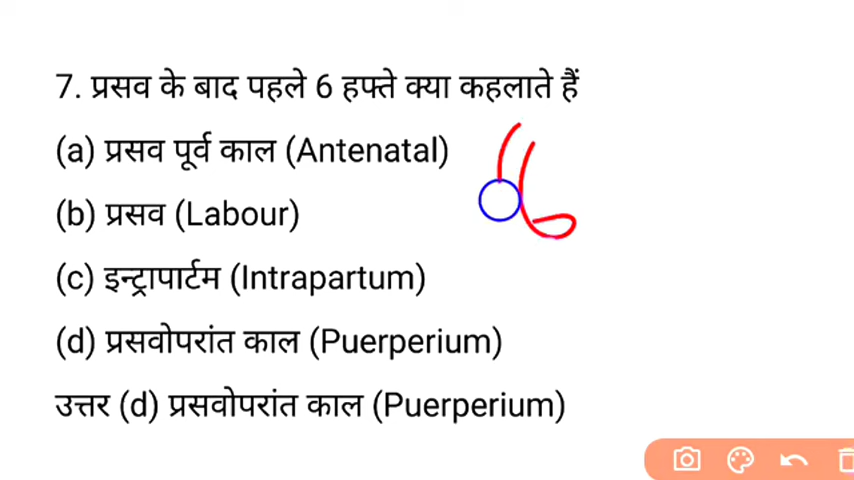 7. प्रसव के बाद पहले 6 हफ्ते क्या कहलाते हैं
(a) प्रसव पूर्व काल (Antenatal)
(b) प्रसव (Labour)
(c) इन्ट्रापार्टम (Intrapartum)
(d) प्रसवोपरांत काल (Puerperium)
उत्तर (d) प्रसवोपरांत काल (Puerperium)